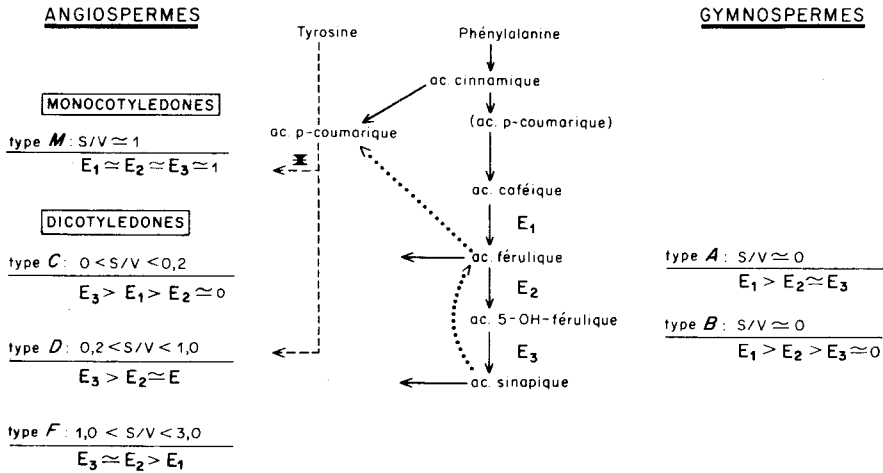 ANGIOSPERMES
MONOCOTYLEDONES
type M : S/V ≃ 1
E₁ ≃ E₂ ≃ E₃ ≃ 1
DICOTYLEDONES
type C : 0 < S/V < 0,2
E₃ > E₁ > E₂ ≃ 0
type D : 0,2 < S/V < 1,0
E₃ > E₂ ≃ E
type F : 1,0 < S/V < 3,0
E₃ ≃ E₂ > E₁
Tyrosine
Phénylalanine
ac. cinnamique
ac. p-coumarique
(ac. p-coumarique)
ac. caféique
E₁
ac. férulique
E₂
ac. 5-OH-férulique
E₃
ac. sinapique
GYMNOSPERMES
type A : S/V ≃ 0
E₁ > E₂ ≃ E₃
type B : S/V ≃ 0
E₁ > E₂ > E₃ ≃ 0